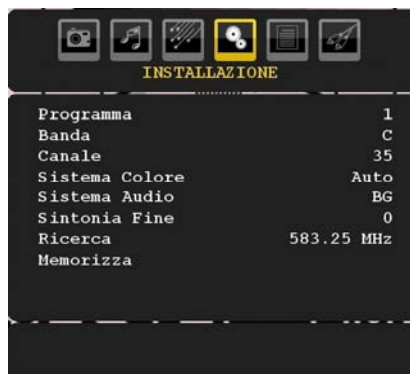 INSTALLAZIONE
Programma 1
Banda C
Canale 35
Sistema Colore Auto
Sistema Audio BG
Sintonia Fine 0
Ricerca 583.25 MHz
Memorizza